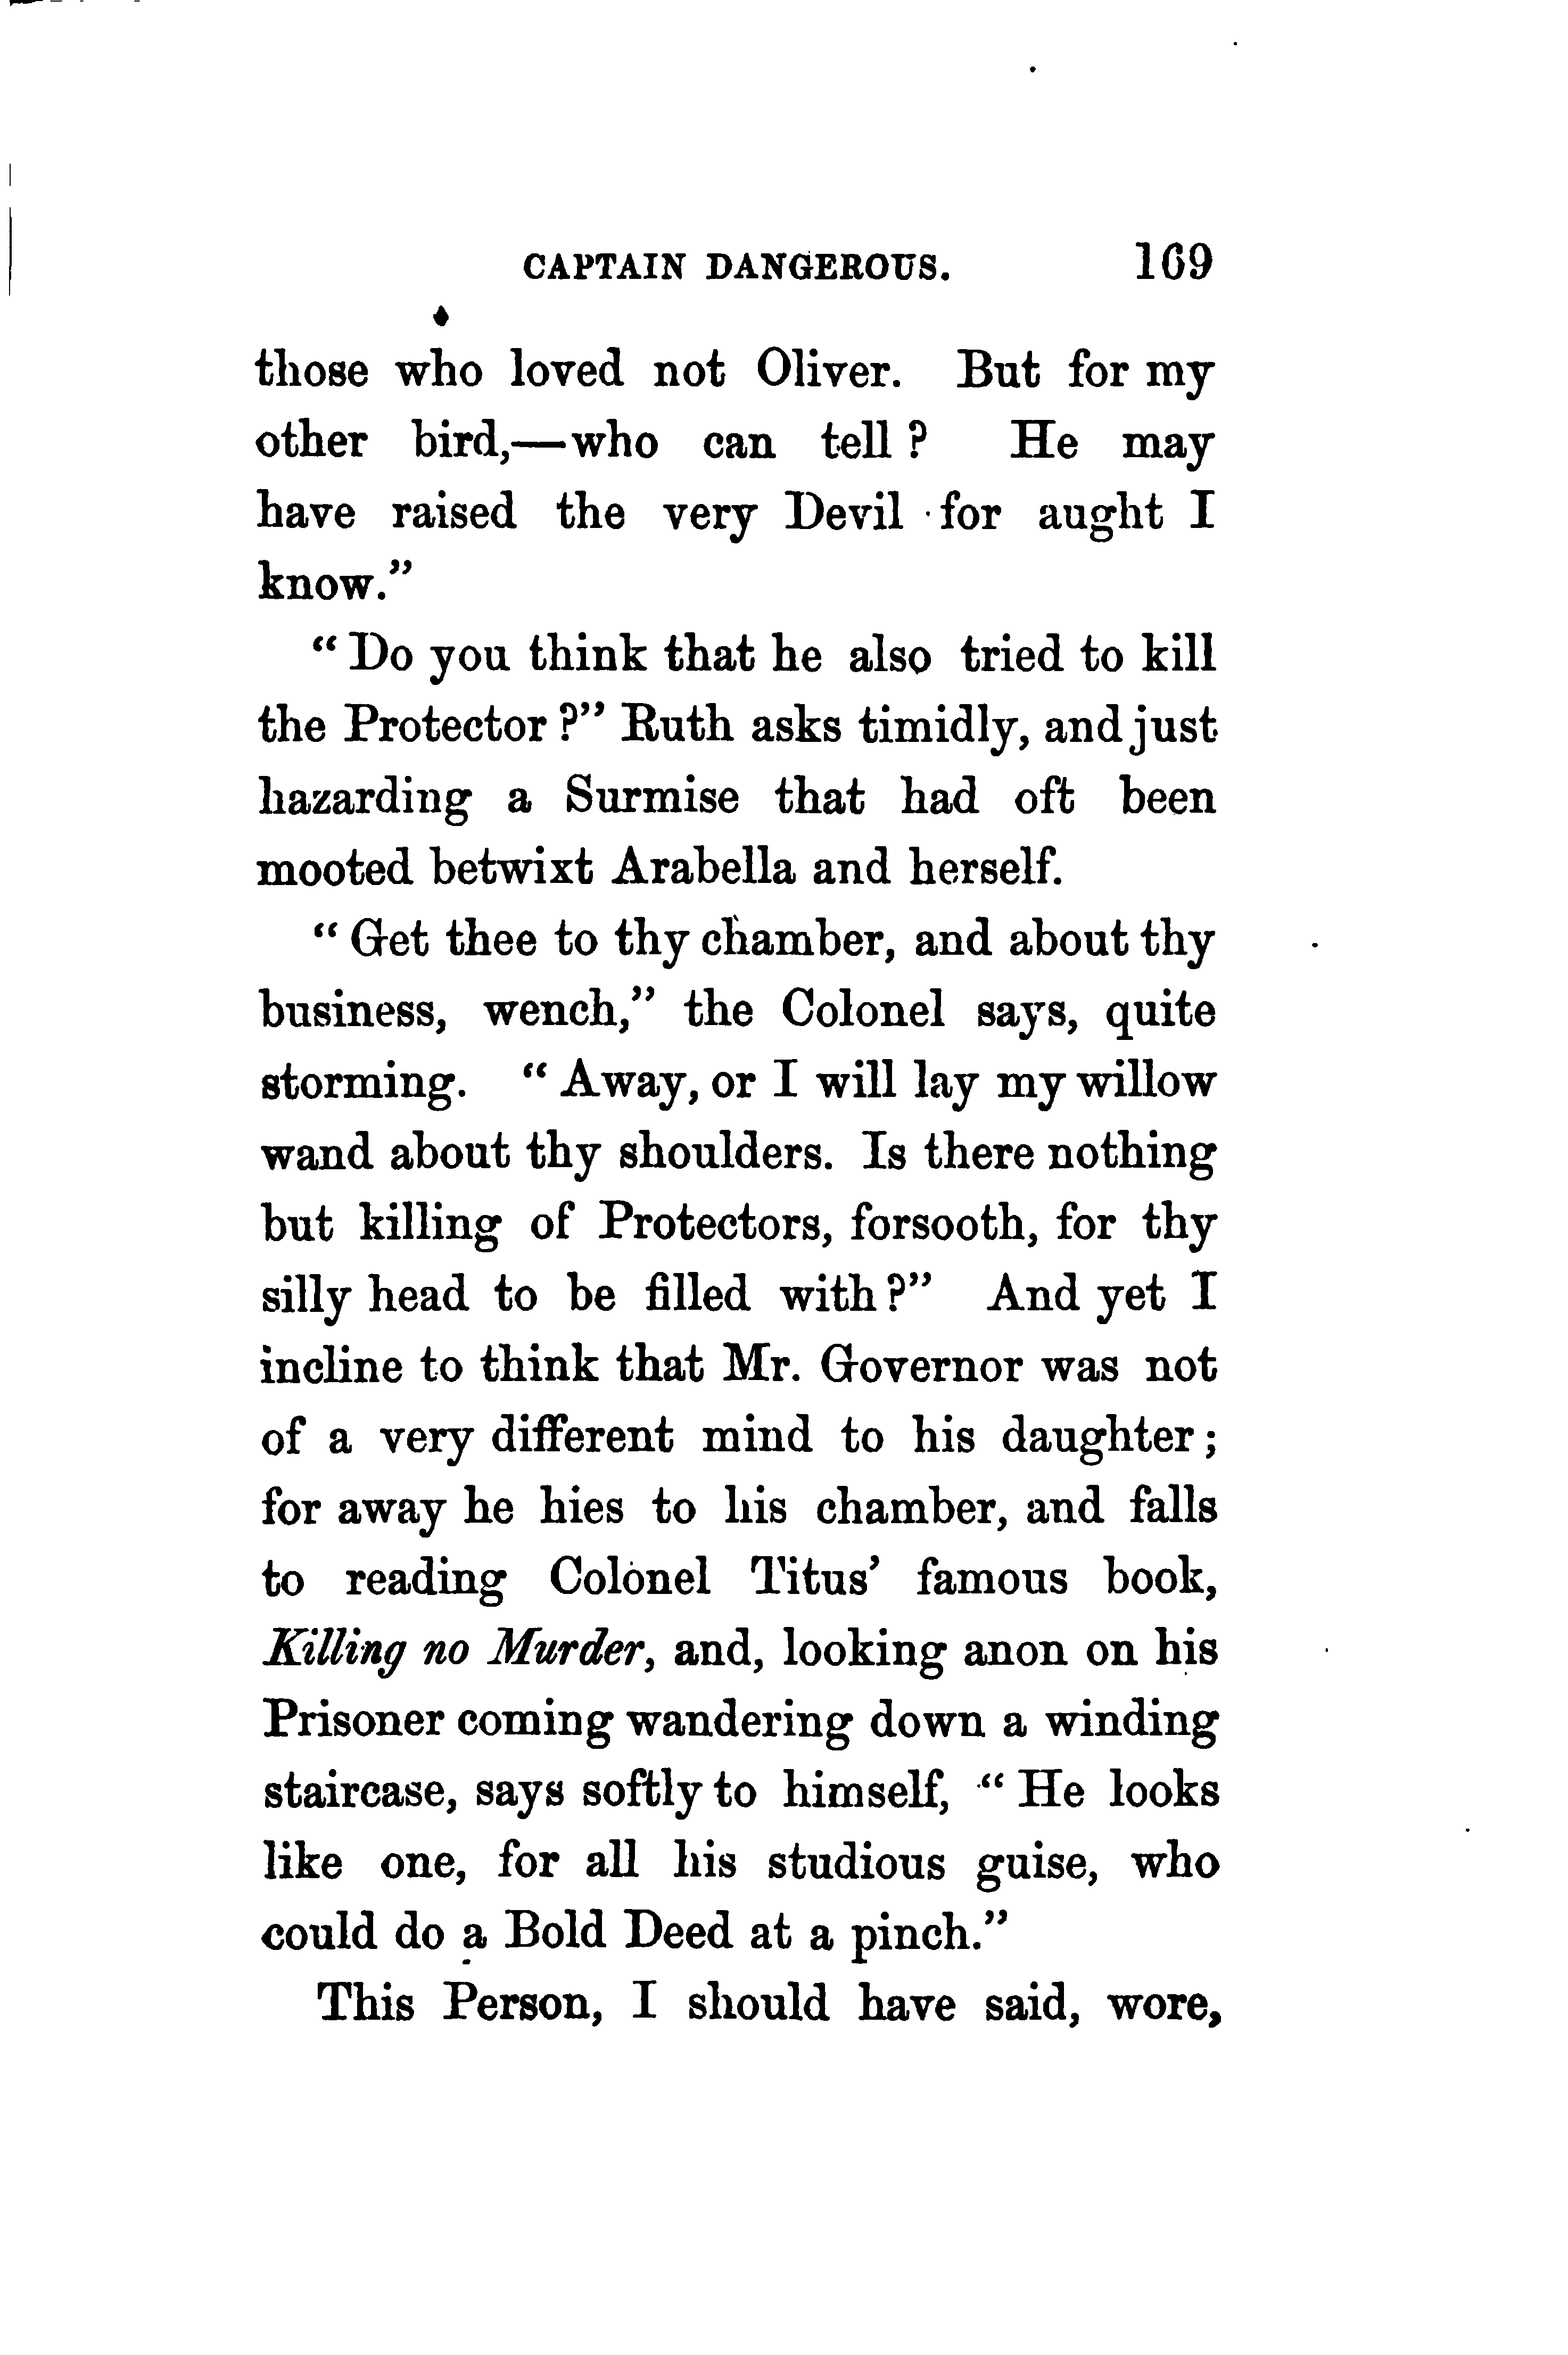 CAPTAIN DANGEROUS. 169
those who loved not Oliver. But for my
other bird,—who can tell? He may
have raised the very Devil for aught I
know.”
“Do you think that he also tried to kill
the Protector?” Ruth asks timidly, and just
hazarding a Surmise that had oft been
mooted betwixt Arabella and herself.
“Get thee to thy chamber, and about thy
business, wench,” the Colonel says, quite
storming. “Away, or I will lay my willow
wand about thy shoulders. Is there nothing
but killing of Protectors, forsooth, for thy
silly head to be filled with?” And yet I
incline to think that Mr. Governor was not
of a very different mind to his daughter;
for away he hies to his chamber, and falls
to reading Colonel Titus’ famous book,
Killing no Murder, and, looking anon on his
Prisoner coming wandering down a winding
staircase, says softly to himself, “He looks
like one, for all his studious guise, who
could do a Bold Deed at a pinch.”
This Person, I should have said, wore,